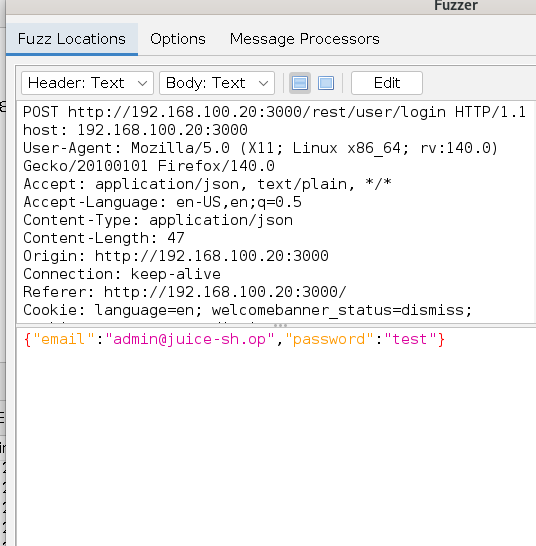 Fuzzer
Fuzz Locations Options Message Processors
Header: Text Body: Text Edit
POST http://192.168.100.20:3000/rest/user/login HTTP/1.1
host: 192.168.100.20:3000
User-Agent: Mozilla/5.0 (X11; Linux x86_64; rv:140.0)
Gecko/20100101 Firefox/140.0
Accept: application/json, text/plain, */*
Accept-Language: en-US,en;q=0.5
Content-Type: application/json
Content-Length: 47
Origin: http://192.168.100.20:3000
Connection: keep-alive
Referer: http://192.168.100.20:3000/
Cookie: language=en; welcomebanner_status=dismiss;
{"email":"admin@juice-sh.op","password":"test"}